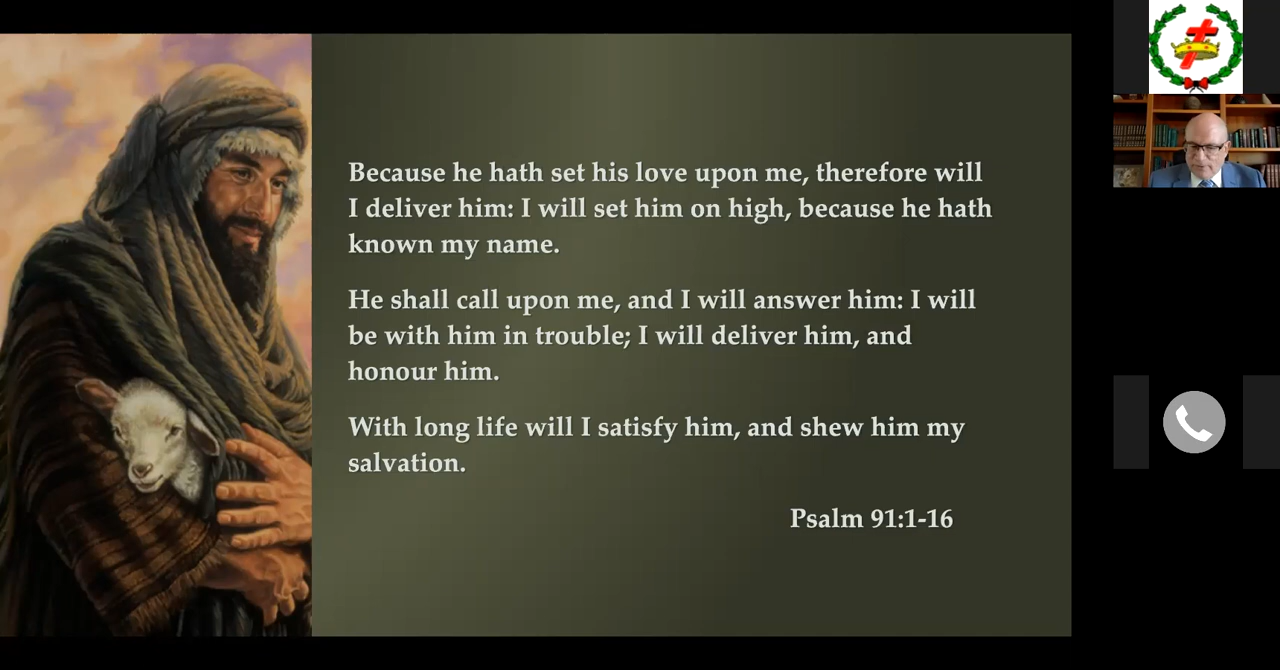 Because he hath set his love upon me, therefore will
I deliver him: I will set him on high, because he hath
known my name.
He shall call upon me, and I will answer him: I will
be with him in trouble; I will deliver him, and
honour him.
With long life will I satisfy him, and shew him my
salvation.
Psalm 91:1-16